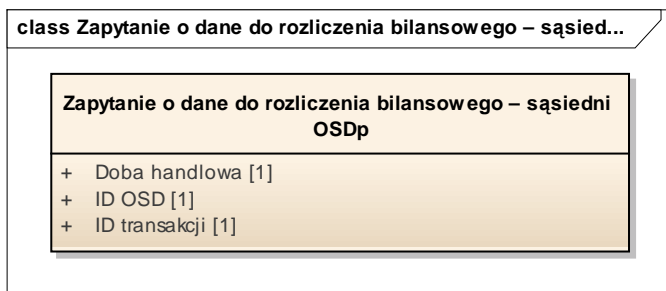 class Zapytanie o dane do rozliczenia bilansowego – sąsied...
Zapytanie o dane do rozliczenia bilansowego – sąsiedni
OSDp
+ Doba handlowa [1]
+ ID OSD [1]
+ ID transakcji [1]